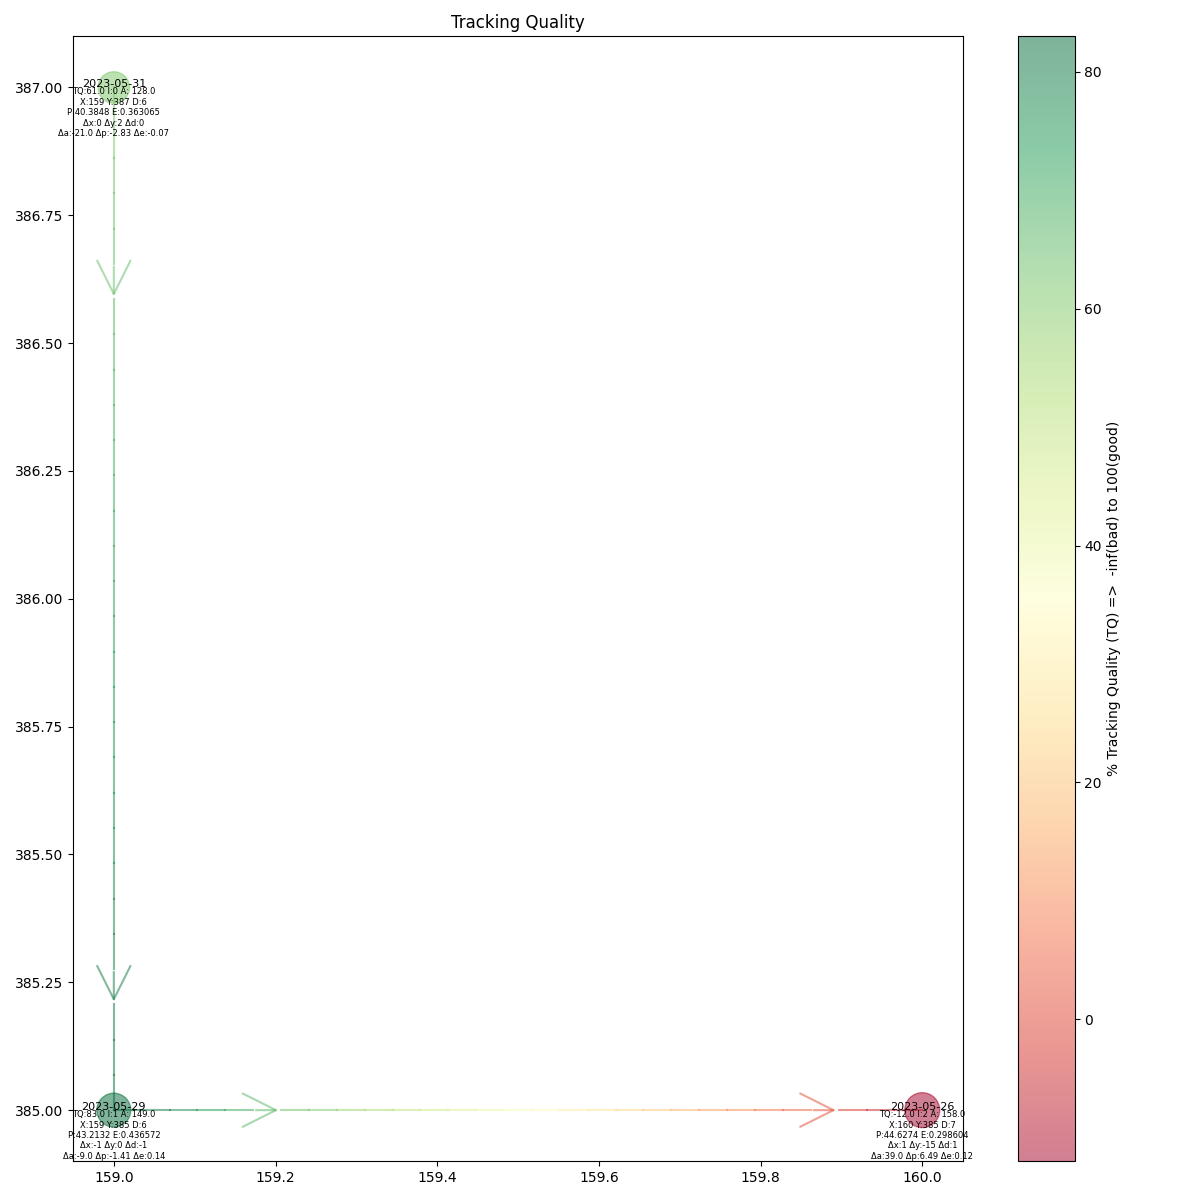 Tracking Quality
387.00
386.75
386.50
386.25
386.00
385.75
385.50
385.25
385.00
2023-05-31
TQ:61.0 I:0 A: 128.0
X:159 Y:387 D:6
P:40.3848 E:0.363065
Δx:0 Δy:2 Δd:0
Δa:-21.0 Δp:-2.83 Δe:-0.07
2023-05-29
TQ:83.0 I:1 A: 149.0
X:159 Y:385 D:6
P:43.2132 E:0.436572
Δx:-1 Δy:0 Δd:-1
Δa:-9.0 Δp:-1.41 Δe:0.14
2023-05-26
TQ:-12.0 I:2 A: 158.0
X:160 Y:385 D:7
P:44.6274 E:0.298604
Δx:1 Δy:-15 Δd:1
Δa:39.0 Δp:6.49 Δe:0.12
159.0 159.2 159.4 159.6 159.8 160.0
80
60
40
20
0
% Tracking Quality (TQ) => -inf(bad) to 100(good)